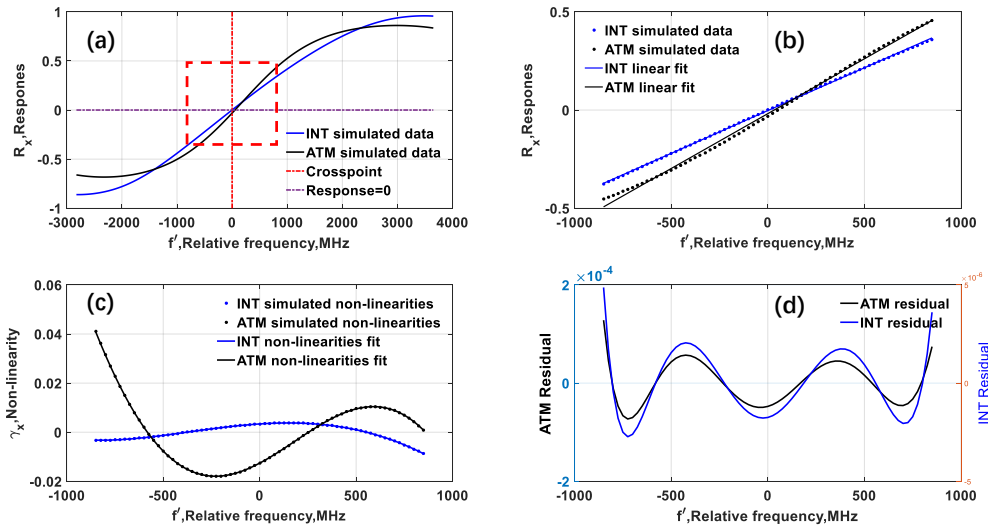 (a)
R_x,Respones
1
0.5
0
-0.5
-1
INT simulated data
ATM simulated data
Crosspoint
Response=0
-3000 -2000 -1000 0 1000 2000 3000 4000
f′,Relative frequency,MHz
(b)
R_x,Respones
0.5
0
-0.5
INT simulated data
ATM simulated data
INT linear fit
ATM linear fit
-1000 -500 0 500 1000
f′,Relative frequency,MHz
(c)
γ_x,Non-linearity
0.06
0.04
0.02
0
-0.02
INT simulated non-linearities
ATM simulated non-linearities
INT non-linearities fit
ATM non-linearities fit
-1000 -500 0 500 1000
f′,Relative frequency,MHz
(d)
×10⁻⁴
ATM Residual
2
0
-2
ATM residual
INT residual
×10⁻⁶
5
0
-5
INT Residual
-1000 -500 0 500 1000
f′,Relative frequency,MHz